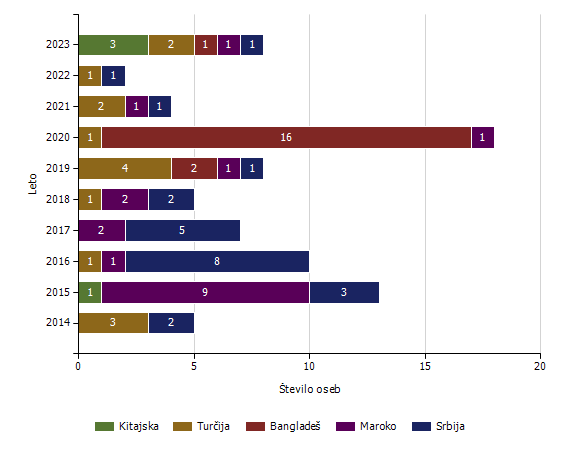 2023 3 2 1 1 1
2022 1 1
2021 2 1 1
2020 1 16 1
2019 4 2 1 1
2018 1 2 2
2017 2 5
2016 1 1 8
2015 1 9 3
2014 3 2
Leto
0 5 10 15 20
Število oseb
Kitajska Turčija Bangladeš Maroko Srbija